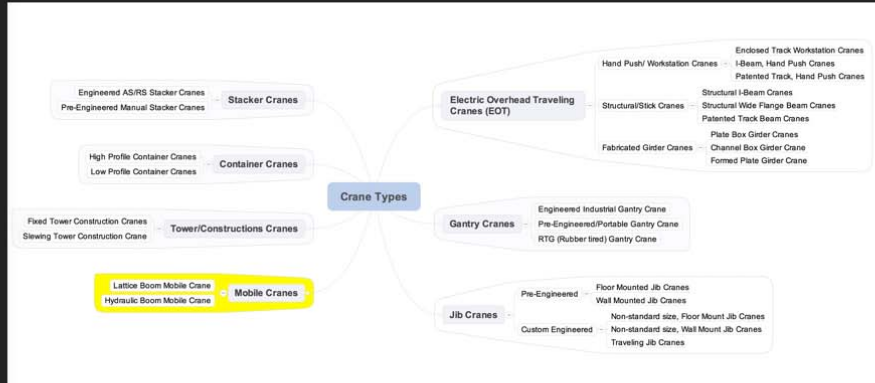 Crane Types
Engineered AS/RS Stacker Cranes
Pre-Engineered Manual Stacker Cranes
Stacker Cranes
High Profile Container Cranes
Low Profile Container Cranes
Container Cranes
Fixed Tower Construction Cranes
Slewing Tower Construction Crane
Tower/Constructions Cranes
Lattice Boom Mobile Crane
Hydraulic Boom Mobile Crane
Mobile Cranes
Electric Overhead Traveling
Cranes (EOT)
Hand Push/ Workstation Cranes
Enclosed Track Workstation Cranes
I-Beam, Hand Push Cranes
Patented Track, Hand Push Cranes
Structural/Stick Cranes
Structural I-Beam Cranes
Structural Wide Flange Beam Cranes
Patented Track Beam Cranes
Fabricated Girder Cranes
Plate Box Girder Cranes
Channel Box Girder Crane
Formed Plate Girder Crane
Gantry Cranes
Engineered Industrial Gantry Crane
Pre-Engineered/Portable Gantry Crane
RTG (Rubber tired) Gantry Crane
Jib Cranes
Pre-Engineered
Floor Mounted Jib Cranes
Wall Mounted Jib Cranes
Custom Engineered
Non-standard size, Floor Mount Jib Cranes
Non-standard size, Wall Mount Jib Cranes
Traveling Jib Cranes